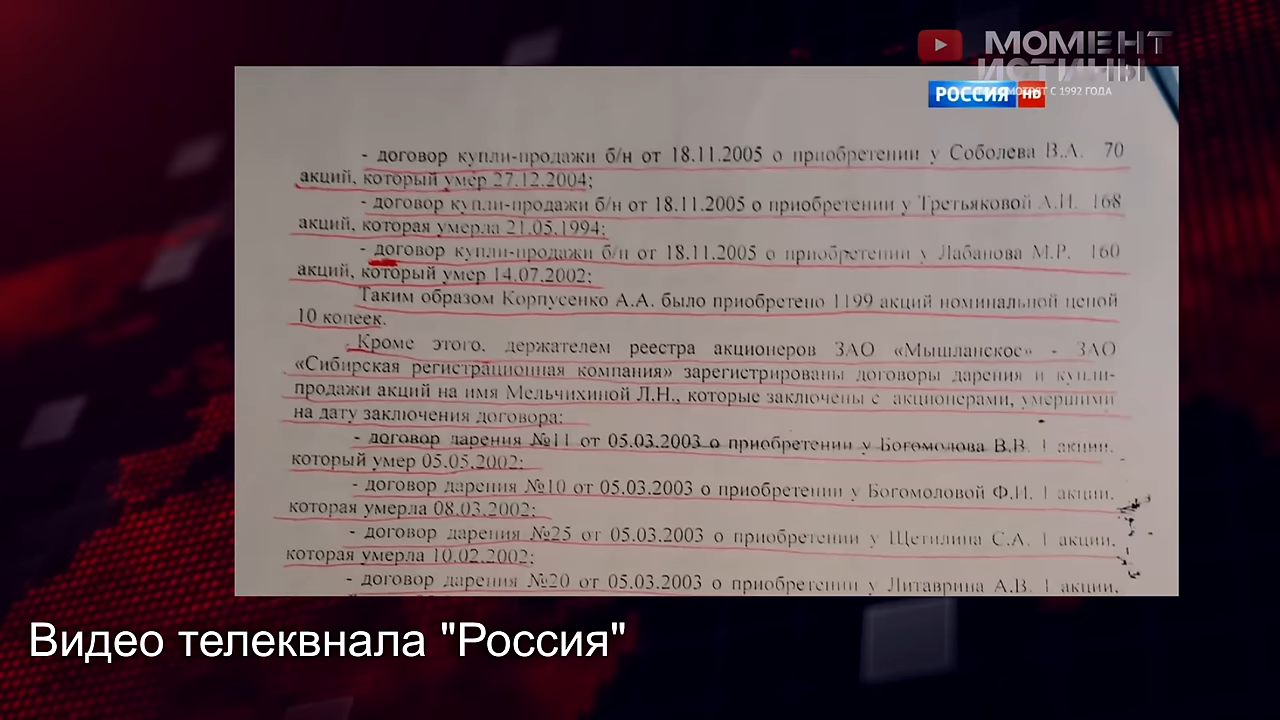 МОМЕНТ
ИСТИНЫ
С 1992 ГОДА
РОССИЯ HD
- договор купли-продажи б/н от 18.11.2005 о приобретении у Соболева В.А. 70
акций, который умер 27.12.2004;
- договор купли-продажи б/н от 18.11.2005 о приобретении у Третьяковой А.И. 168
акций, которая умерла 21.05.1994;
- договор купли-продажи б/н от 18.11.2005 о приобретении у Лабанова М.Р. 160
акций, который умер 14.07.2002;
Таким образом Корпусенко А.А. было приобретено 1199 акций номинальной ценой
10 копеек.
Кроме этого, держателем реестра акционеров ЗАО «Мышланское» - ЗАО
«Сибирская регистрационная компания» зарегистрированы договоры дарения и купли-
продажи акций на имя Мельчихиной Л.Н., которые заключены с акционерами, умершими
на дату заключения договора:
- договор дарения №11 от 05.03.2003 о приобретении у Богомолова В.В. 1 акции,
который умер 05.05.2002;
- договор дарения №10 от 05.03.2003 о приобретении у Богомоловой Ф.И. 1 акции,
которая умерла 08.03.2002;
- договор дарения №25 от 05.03.2003 о приобретении у Щетилина С.А. 1 акции,
которая умерла 10.02.2002;
- договор дарения №20 от 05.03.2003 о приобретении у Литаврина А.В. 1 акции,
Видео телеквнала "Россия"